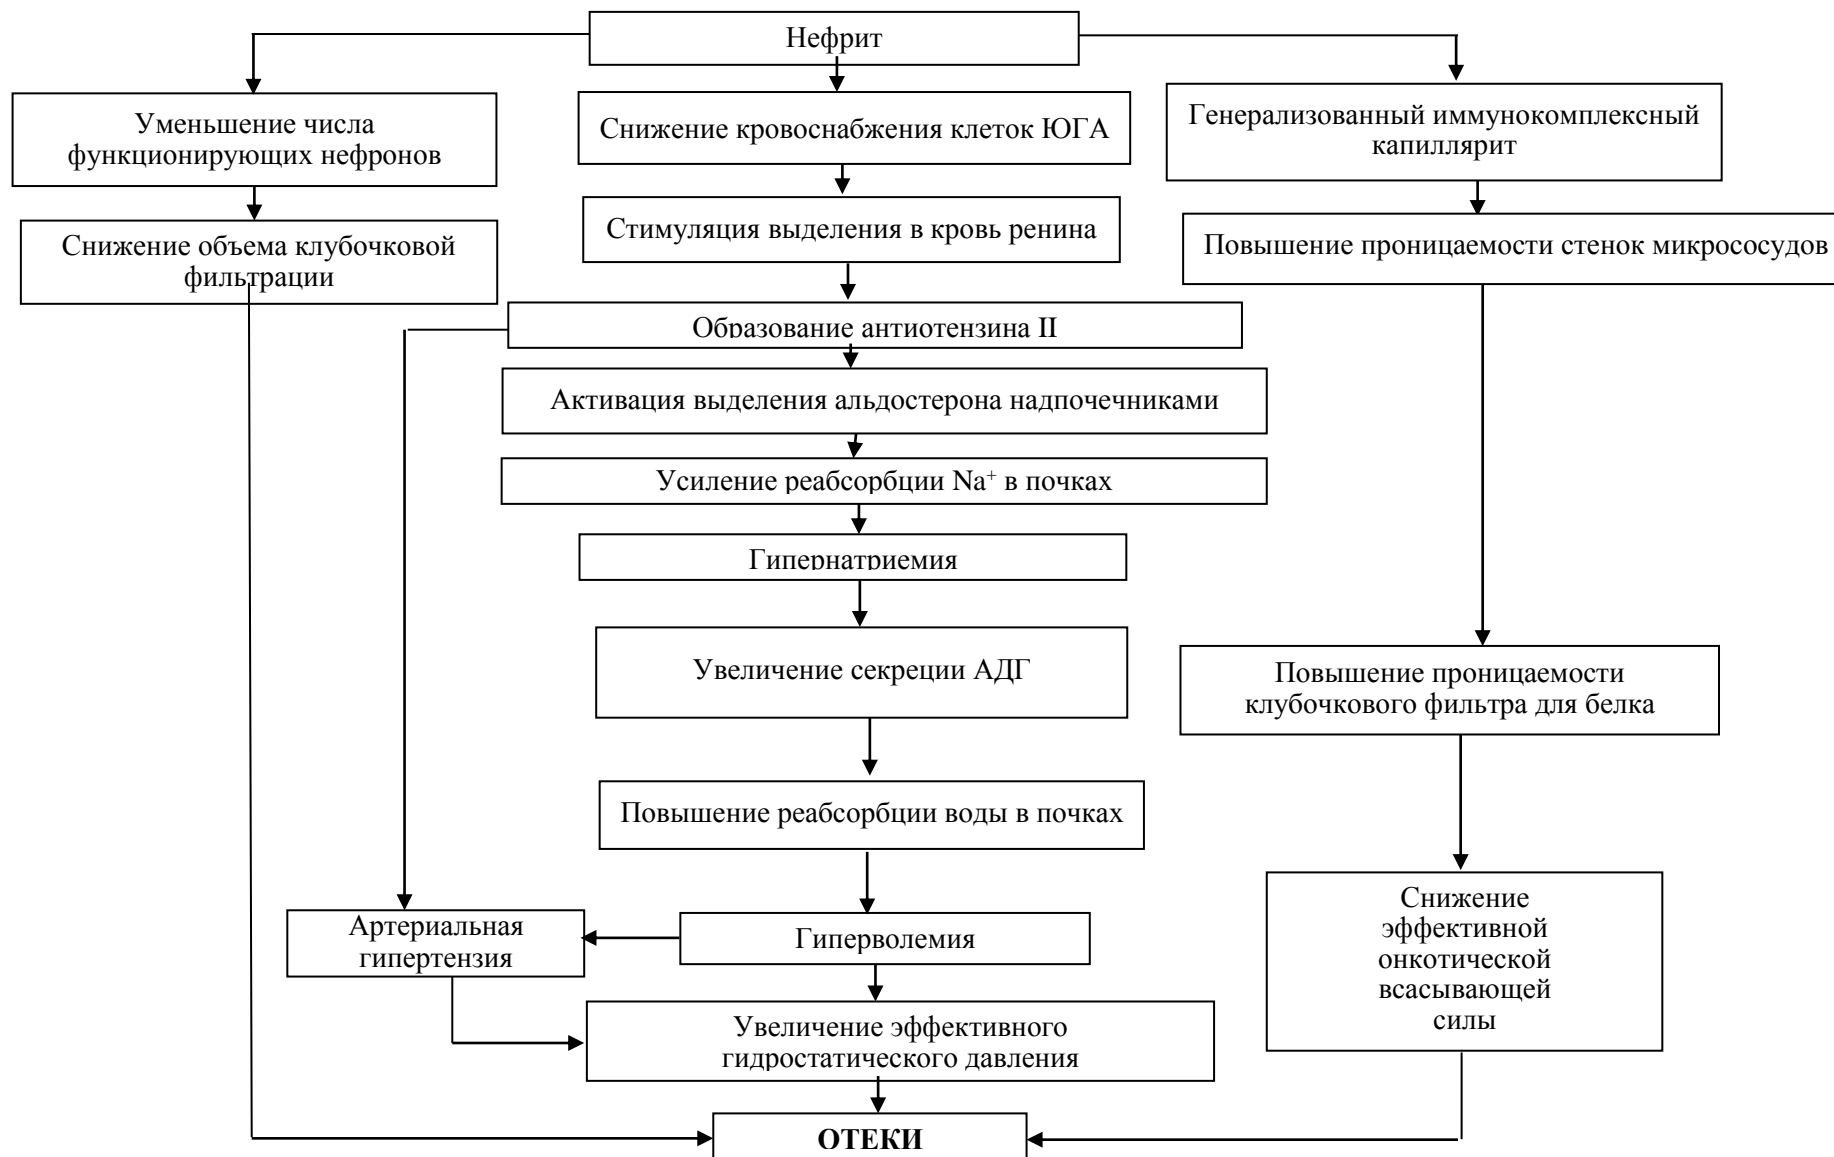 Нефрит
Уменьшение числа
функционирующих нефронов
Снижение кровоснабжения клеток ЮГА
Генерализованный иммунокомплексный
капиллярит
Снижение объема клубочковой
фильтрации
Стимуляция выделения в кровь ренина
Повышение проницаемости стенок микрососудов
Образование антиотензина II
Активация выделения альдостерона надпочечниками
Усиление реабсорбции Na⁺ в почках
Гипернатриемия
Увеличение секреции АДГ
Повышение проницаемости
клубочкового фильтра для белка
Повышение реабсорбции воды в почках
Артериальная
гипертензия
Гиперволемия
Снижение
эффективной
онкотической
всасывающей
силы
Увеличение эффективного
гидростатического давления
ОТЕКИ